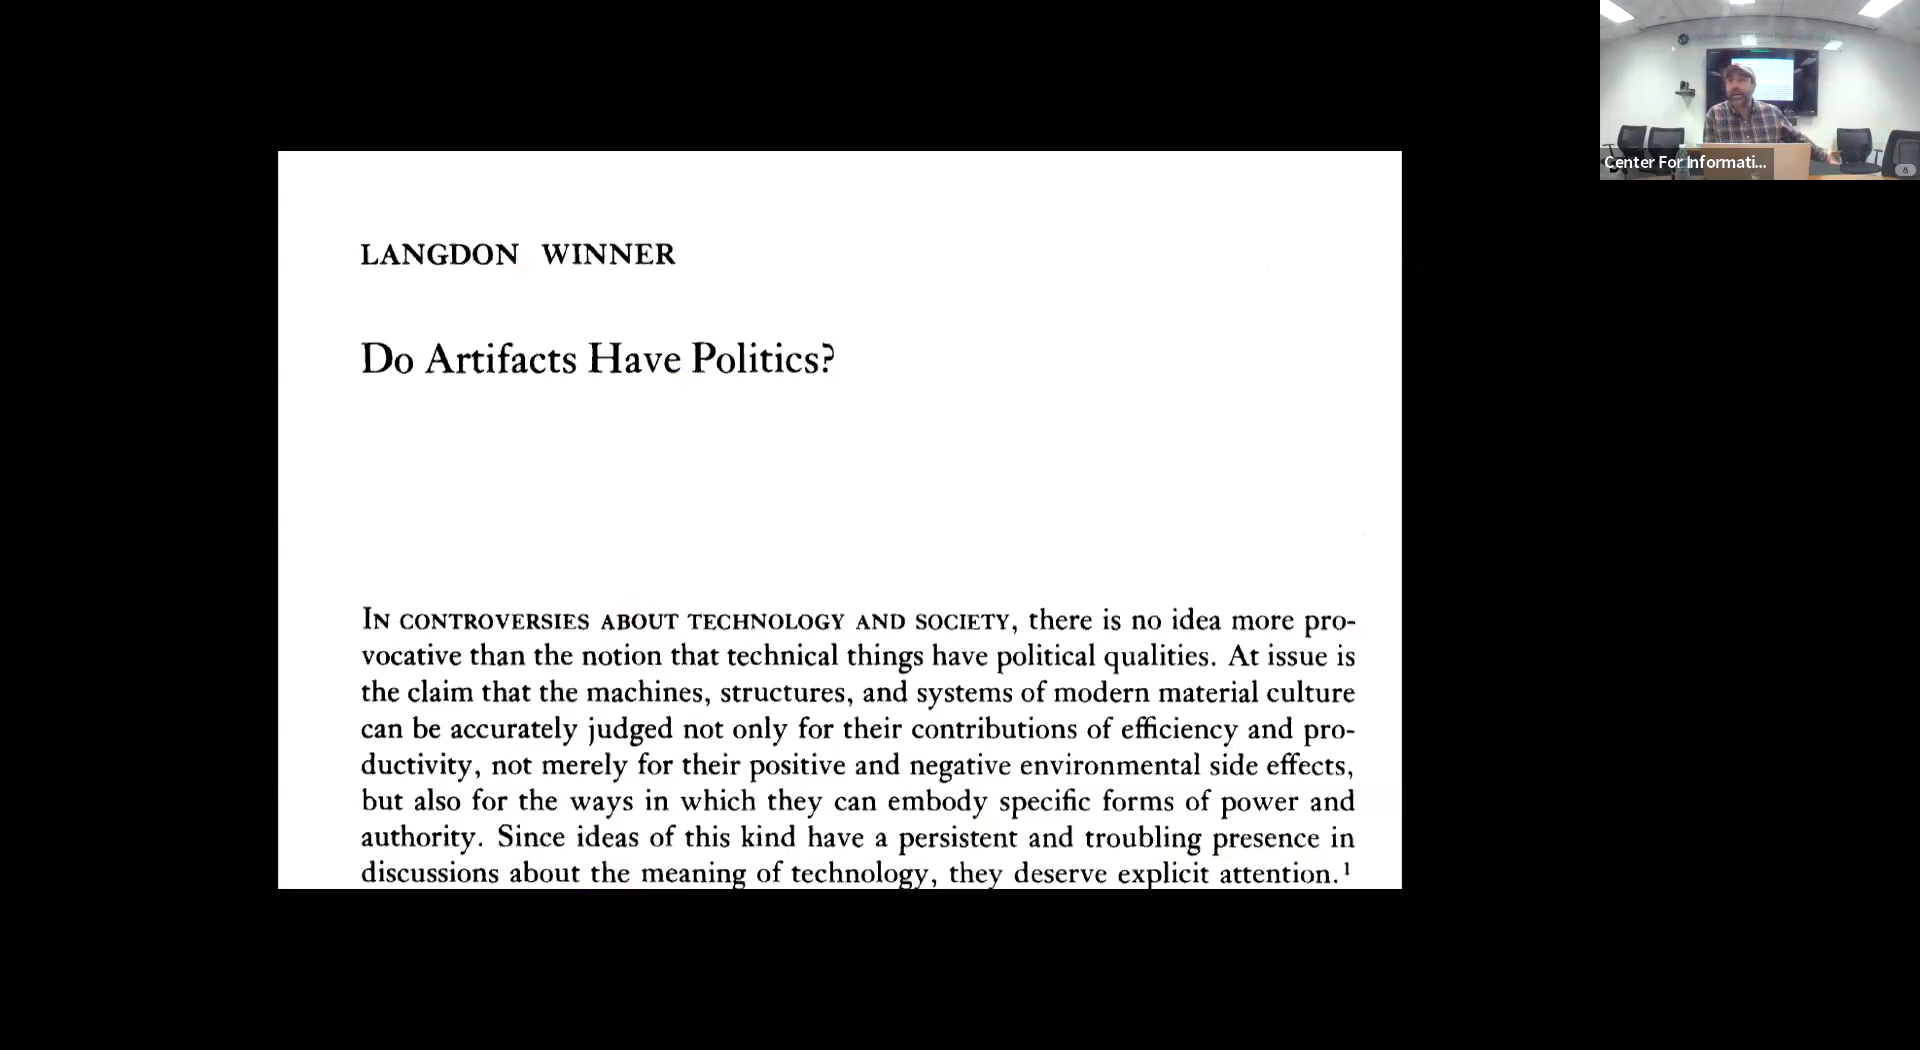 LANGDON WINNER
Do Artifacts Have Politics?
IN CONTROVERSIES ABOUT TECHNOLOGY AND SOCIETY, there is no idea more pro-
vocative than the notion that technical things have political qualities. At issue is
the claim that the machines, structures, and systems of modern material culture
can be accurately judged not only for their contributions of efficiency and pro-
ductivity, not merely for their positive and negative environmental side effects,
but also for the ways in which they can embody specific forms of power and
authority. Since ideas of this kind have a persistent and troubling presence in
discussions about the meaning of technology, they deserve explicit attention.¹
Center For Informati...